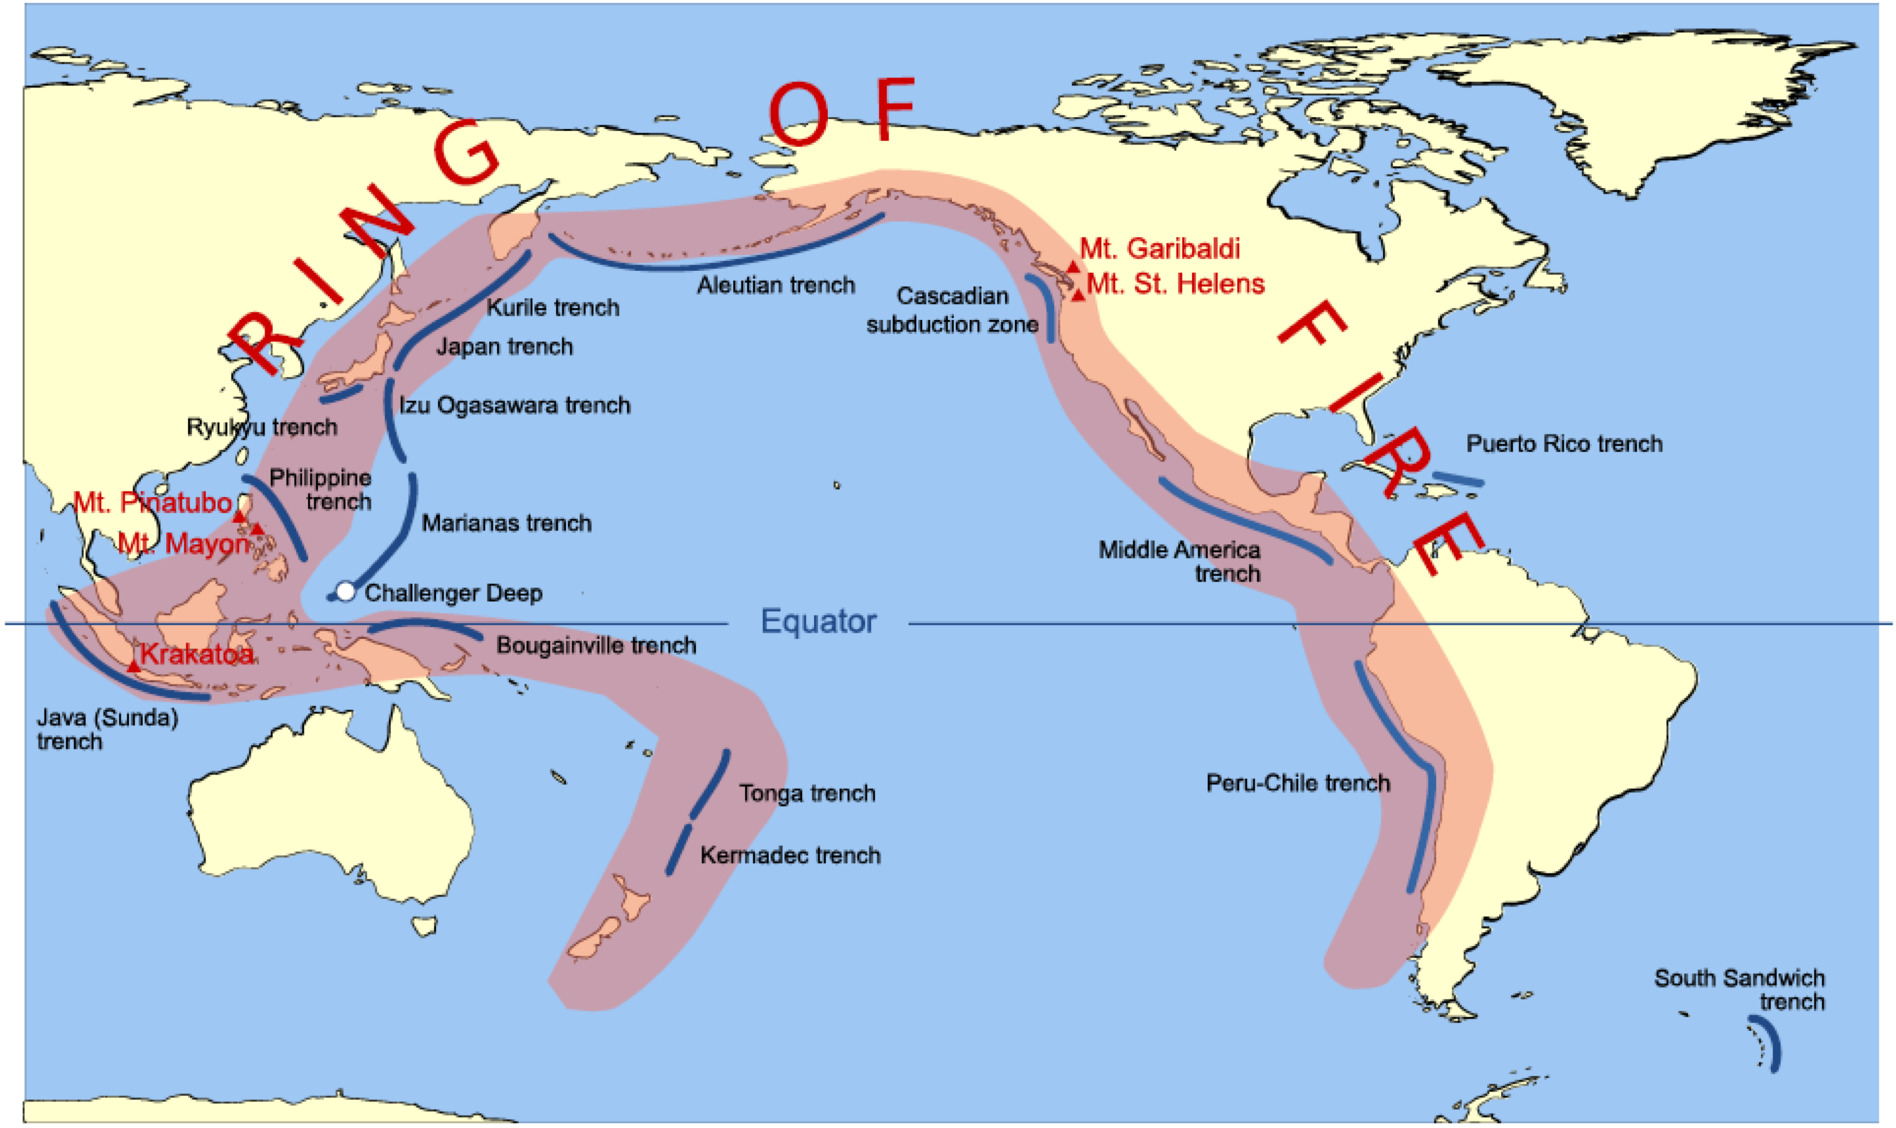 RING OF FIRE
Mt. Garibaldi
Mt. St. Helens
Aleutian trench
Cascadian
subduction zone
Kurile trench
Japan trench
Izu Ogasawara trench
Ryukyu trench
Puerto Rico trench
Philippine
trench
Mt. Pinatubo
Marianas trench
Mt. Mayon
Middle America
trench
Challenger Deep
Equator
Bougainville trench
Krakatoa
Java (Sunda)
trench
Peru-Chile trench
Tonga trench
Kermadec trench
South Sandwich
trench